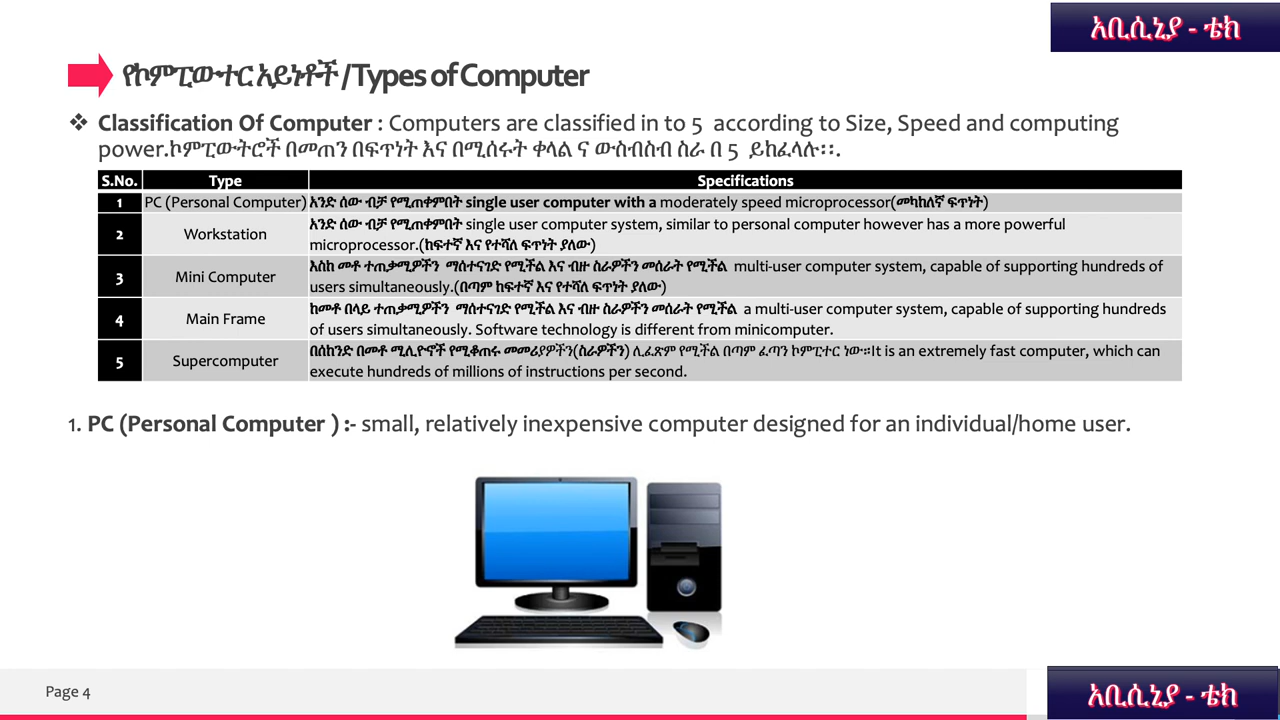 አቢሲኒያ - ቴክ
የኮምፒውተር አይነቶች / Types of Computer
❖ Classification Of Computer : Computers are classified in to 5 according to Size, Speed and computing
power.ኮምፒውትሮች በመጠን በፍጥነት እና በሚሰሩት ቀላል ና ውስብስብ ስራ በ 5 ይከፈላሉ፡፡.
S.No. Type Specifications
1 PC (Personal Computer) አንድ ሰው ብቻ የሚጠቀምበት single user computer with a moderately speed microprocessor(መካከለኛ ፍጥነት)
2 Workstation አንድ ሰው ብቻ የሚጠቀምበት single user computer system, similar to personal computer however has a more powerful
microprocessor.(ከፍተኛ እና የተሻለ ፍጥነት ያለው)
3 Mini Computer እስከ መቶ ተጠቃሚዎችን ማስተናገድ የሚችል እና ብዙ ስራዎችን መሰራት የሚችል multi-user computer system, capable of supporting hundreds of
users simultaneously.(በጣም ከፍተኛ እና የተሻለ ፍጥነት ያለው)
4 Main Frame ከመቶ በላይ ተጠቃሚዎችን ማስተናገድ የሚችል እና ብዙ ስራዎችን መሰራት የሚችል a multi-user computer system, capable of supporting hundreds
of users simultaneously. Software technology is different from minicomputer.
5 Supercomputer በሰከንድ በመቶ ሚሊዮኖች የሚቆጠሩ መመሪያዎችን(ስራዎችን) ሊፈጽም የሚችል በጣም ፈጣን ኮምፒተር ነው።It is an extremely fast computer, which can
execute hundreds of millions of instructions per second.
1. PC (Personal Computer ) :- small, relatively inexpensive computer designed for an individual/home user.
Page 4
አቢሲኒያ - ቴክ